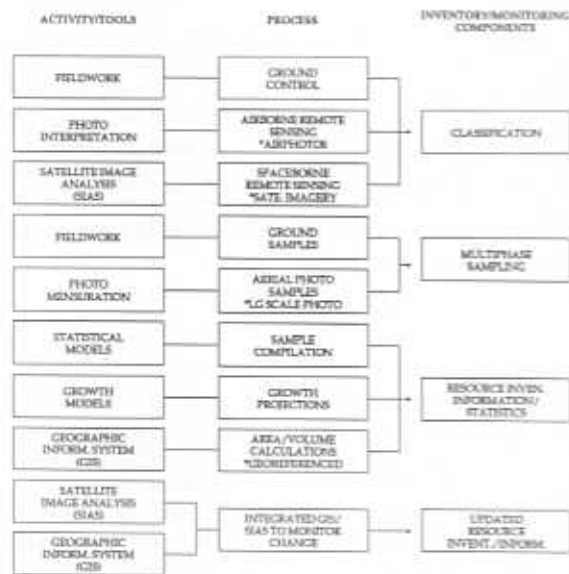 ACTIVITY/TOOLS
PROCESS
INVENTORY/MONITORING
COMPONENTS
FIELDWORK
GROUND
CONTROL
PHOTO
INTERPRETATION
AIRBORNE REMOTE
SENSING
*AIRPHOTOS
CLASSIFICATION
SATELLITE IMAGE
ANALYSIS
(SIAS)
SPACEBORNE
REMOTE SENSING
*SATE. IMAGERY
FIELDWORK
GROUND
SAMPLES
MULTIPHASE
SAMPLING
PHOTO
MENSURATION
AERIAL PHOTO
SAMPLES
*LG SCALE PHOTO
STATISTICAL
MODELS
SAMPLE
COMPILATION
GROWTH
MODELS
GROWTH
PROJECTIONS
RESOURCE INVEN.
INFORMATION/
STATISTICS
GEOGRAPHIC
INFORM. SYSTEM
(GIS)
AREA/VOLUME
CALCULATIONS
*GEOREFERENCED
SATELLITE
IMAGE ANALYSIS
(SIAS)
INTEGRATED GIS/
SIAS TO MONITOR
CHANGE
UPDATED
RESOURCE
INVENT./INFORM.
GEOGRAPHIC
INFORM. SYSTEM
(GIS)